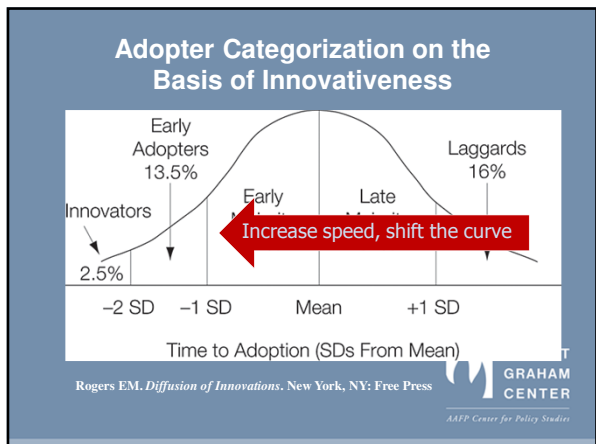 Adopter Categorization on the
Basis of Innovativeness
Early
Adopters
13.5%
Laggards
16%
Innovators
Early
Late
Increase speed, shift the curve
2.5%
–2 SD
–1 SD
Mean
+1 SD
Time to Adoption (SDs From Mean)
Rogers EM. Diffusion of Innovations. New York, NY: Free Press
GRAHAM
CENTER
AAFP Center for Policy Studies